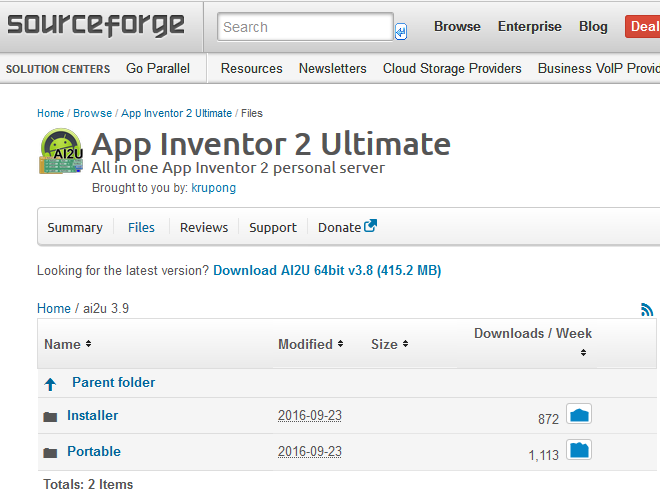 sourceforge
Search
Browse Enterprise Blog Deal
SOLUTION CENTERS Go Parallel Resources Newsletters Cloud Storage Providers Business VoIP Provic
Home / Browse / App Inventor 2 Ultimate / Files
AI2U
App Inventor 2 Ultimate
All in one App Inventor 2 personal server
Brought to you by: krupong
Summary Files Reviews Support Donate
Looking for the latest version? Download AI2U 64bit v3.8 (415.2 MB)
Home / ai2u 3.9
Name Modified Size Downloads / Week
Parent folder
Installer 2016-09-23 872
Portable 2016-09-23 1,113
Totals: 2 Items